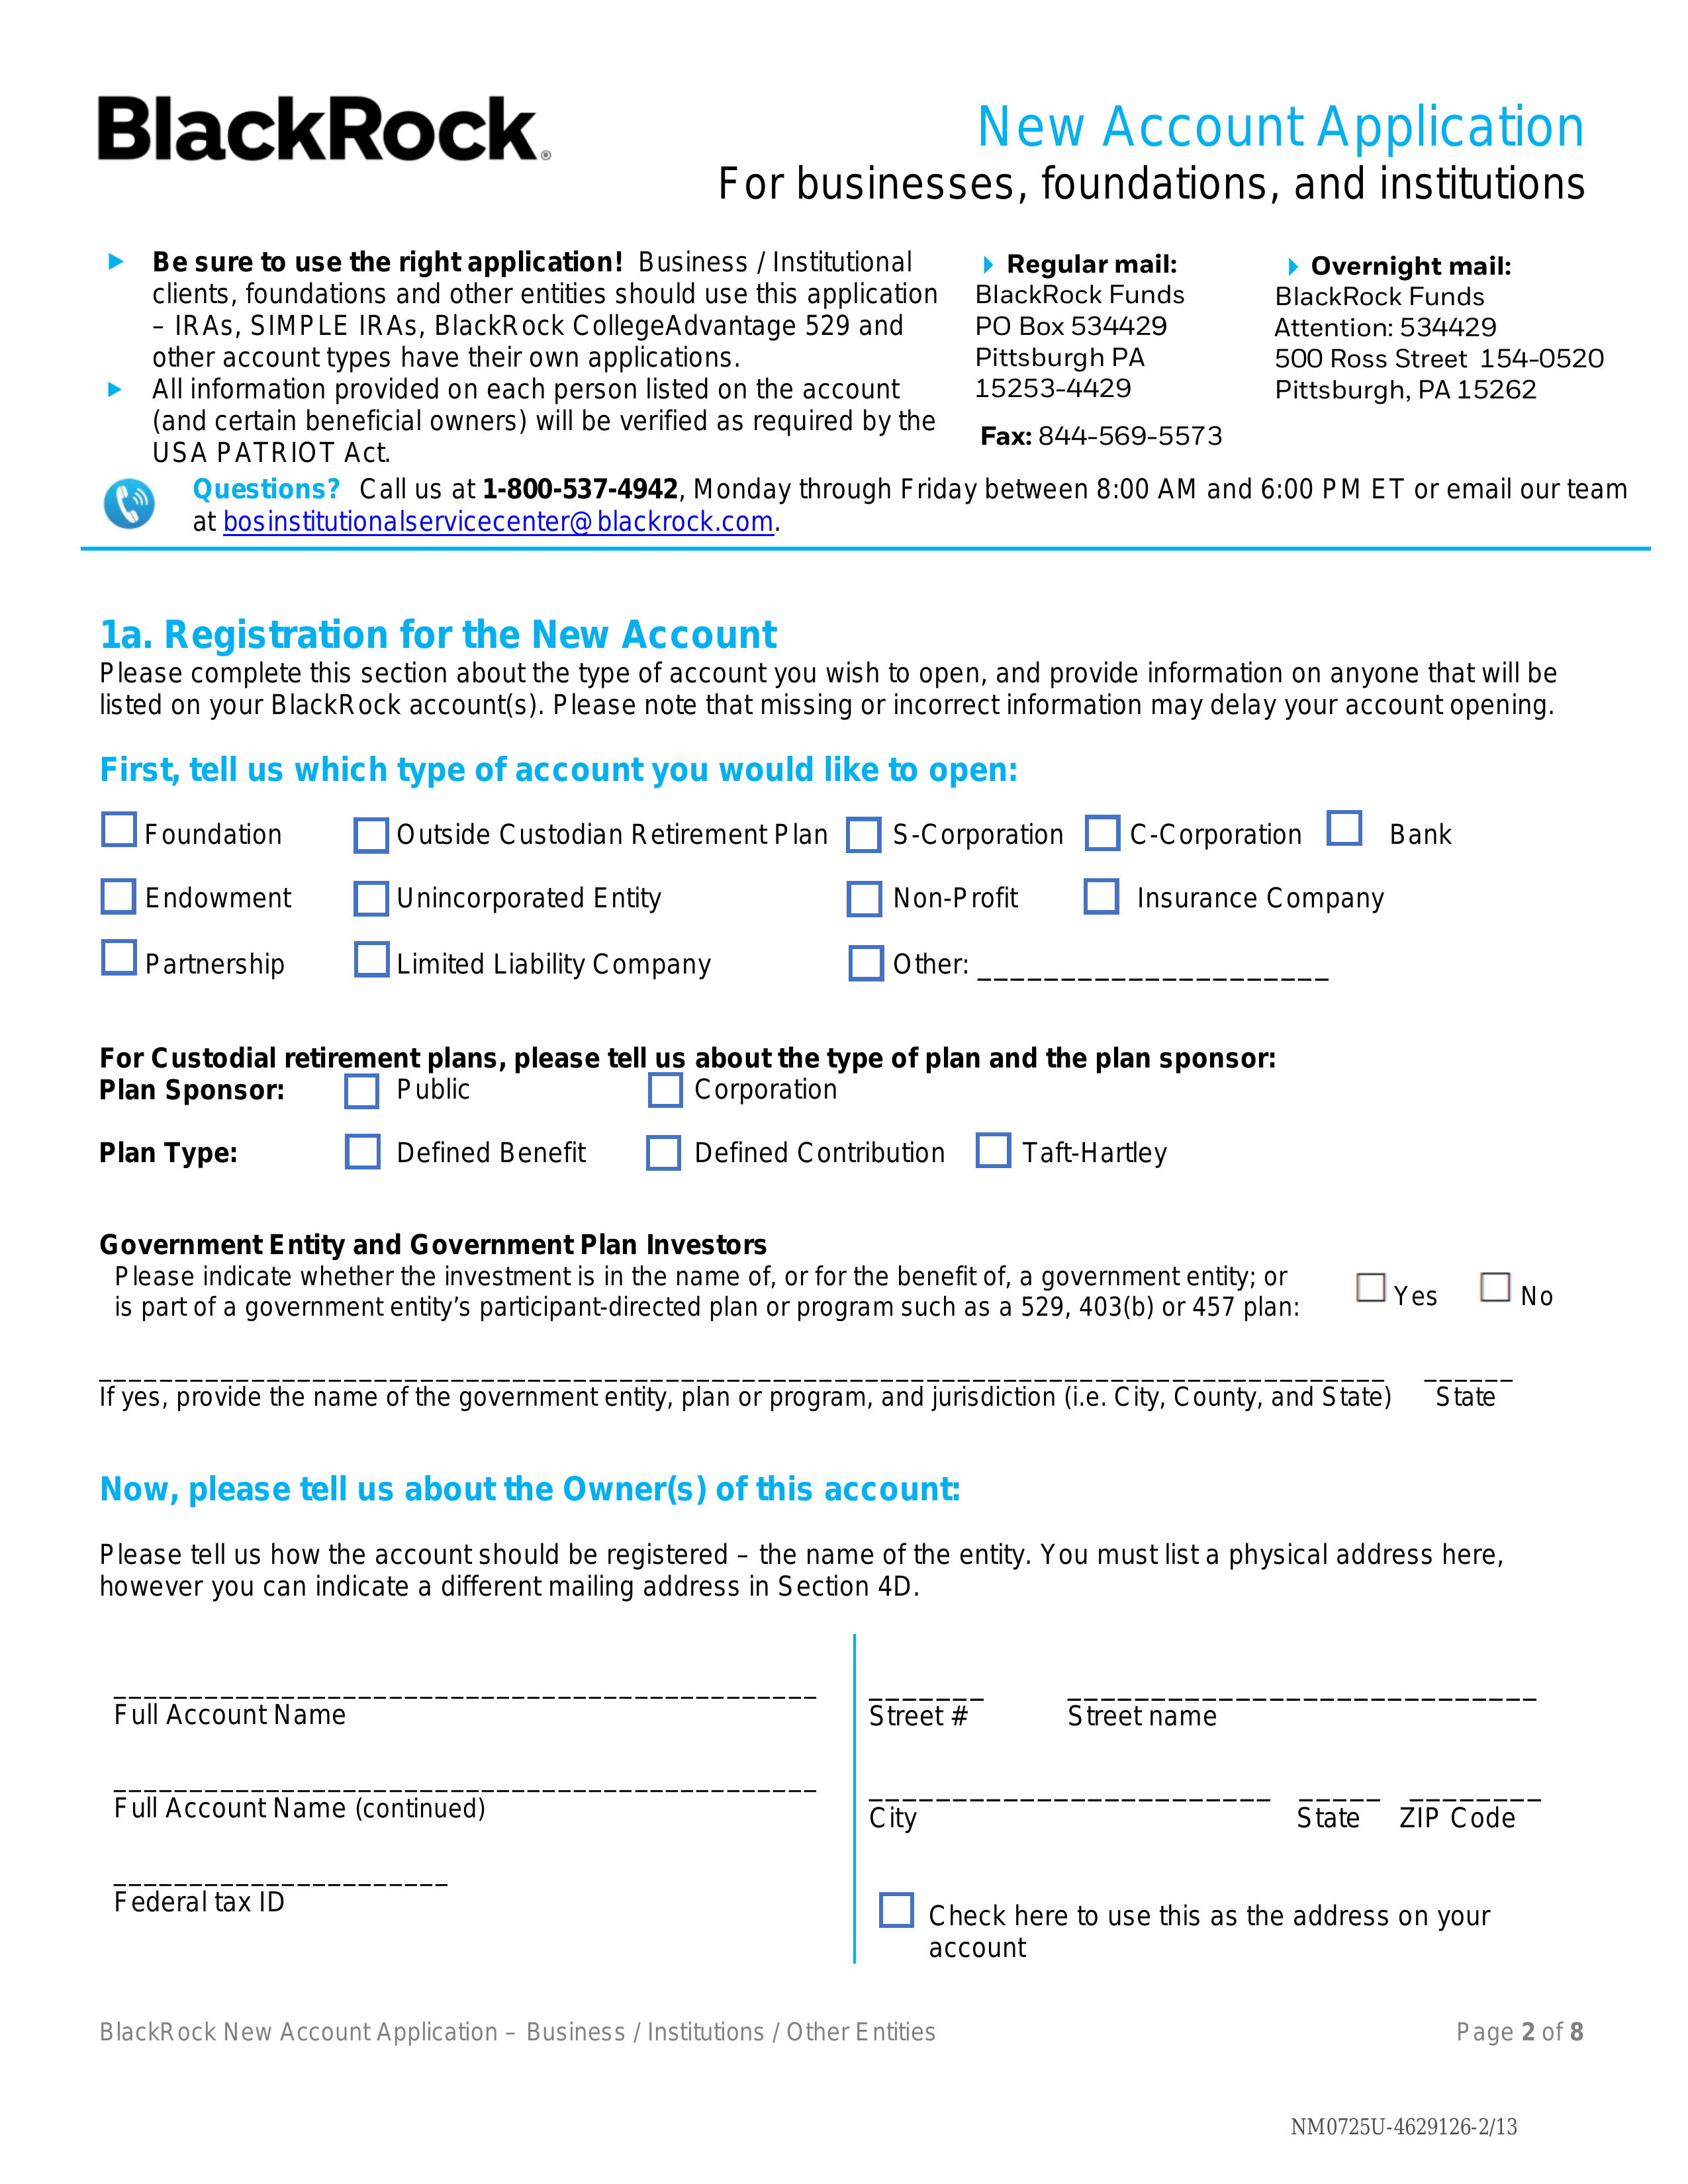 BlackRock®
New Account Application
For businesses, foundations, and institutions
Be sure to use the right application! Business / Institutional
clients, foundations and other entities should use this application
– IRAs, SIMPLE IRAs, BlackRock CollegeAdvantage 529 and
other account types have their own applications.
All information provided on each person listed on the account
(and certain beneficial owners) will be verified as required by the
USA PATRIOT Act.
Regular mail:
BlackRock Funds
PO Box 534429
Pittsburgh PA
15253-4429
Fax: 844-569-5573
Overnight mail:
BlackRock Funds
Attention: 534429
500 Ross Street 154-0520
Pittsburgh, PA 15262
Questions? Call us at 1-800-537-4942, Monday through Friday between 8:00 AM and 6:00 PM ET or email our team
at bosinstitutionalservicecenter@blackrock.com.
1a. Registration for the New Account
Please complete this section about the type of account you wish to open, and provide information on anyone that will be
listed on your BlackRock account(s). Please note that missing or incorrect information may delay your account opening.
First, tell us which type of account you would like to open:
Foundation Outside Custodian Retirement Plan S-Corporation C-Corporation Bank
Endowment Unincorporated Entity Non-Profit Insurance Company
Partnership Limited Liability Company Other: _____________________
For Custodial retirement plans, please tell us about the type of plan and the plan sponsor:
Plan Sponsor: Public Corporation
Plan Type: Defined Benefit Defined Contribution Taft-Hartley
Government Entity and Government Plan Investors
Please indicate whether the investment is in the name of, or for the benefit of, a government entity; or
is part of a government entity's participant-directed plan or program such as a 529, 403(b) or 457 plan:
Yes No
If yes, provide the name of the government entity, plan or program, and jurisdiction (i.e. City, County, and State) State
Now, please tell us about the Owner(s) of this account:
Please tell us how the account should be registered – the name of the entity. You must list a physical address here,
however you can indicate a different mailing address in Section 4D.
Full Account Name
Full Account Name (continued)
Federal tax ID
Street # Street name
City State ZIP Code
Check here to use this as the address on your
account
BlackRock New Account Application – Business / Institutions / Other Entities Page 2 of 8
NM0725U-4629126-2/13